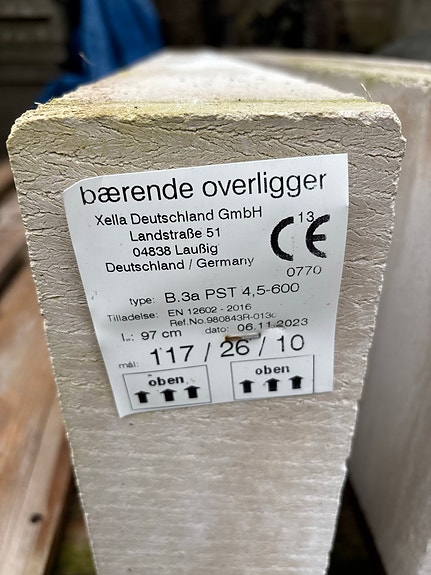 bærende overligger
Xella Deutschland GmbH
Landstraße 51
04838 Laußig
Deutschland / Germany
CE 13
0770
type: B.3a PST 4,5-600
Tilladelse: EN 12602 - 2016
Ref.No.980843R-013c
97 cm dato: 06.11.2023
mål: 117 / 26 / 10
oben oben